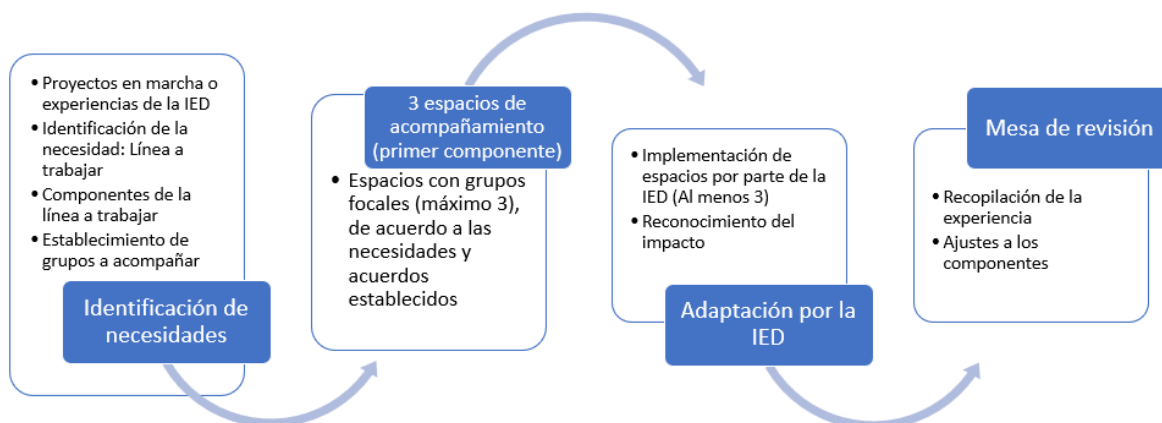 • Proyectos en marcha o
experiencias de la IED
• Identificación de la
necesidad: Línea a
trabajar
• Componentes de la
línea a trabajar
• Establecimiento de
grupos a acompañar
Identificación de
necesidades
3 espacios de
acompañamiento
(primer componente)
• Espacios con grupos
focales (máximo 3),
de acuerdo a las
necesidades y
acuerdos
establecidos
• Implementación de
espacios por parte de la
IED (Al menos 3)
• Reconocimiento del
impacto
Adaptación por la
IED
Mesa de revisión
• Recopilación de la
experiencia
• Ajustes a los
componentes